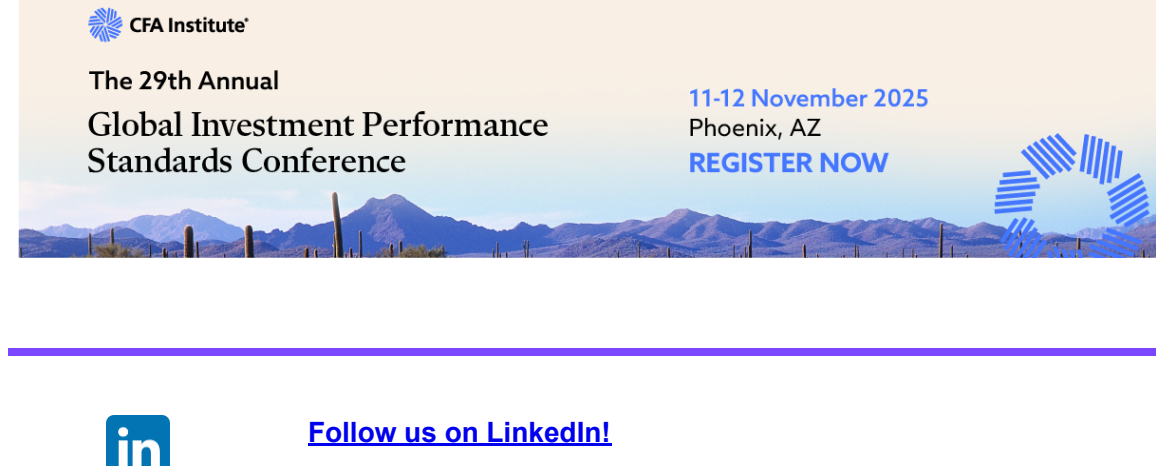 CFA Institute®
The 29th Annual
Global Investment Performance
Standards Conference
11-12 November 2025
Phoenix, AZ
REGISTER NOW
in
Follow us on LinkedIn!